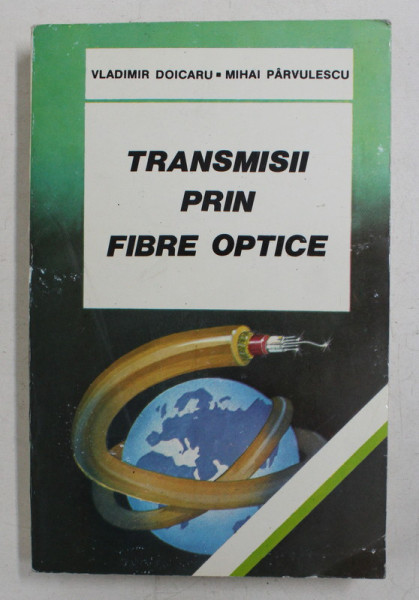 VLADIMIR DOICARU ▪ MIHAI PÂRVULESCU
TRANSMISII
PRIN
FIBRE OPTICE